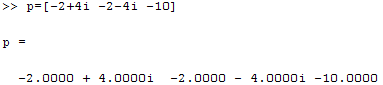 >> p=[-2+4i -2-4i -10]
p =
-2.0000 + 4.0000i  -2.0000 - 4.0000i -10.0000